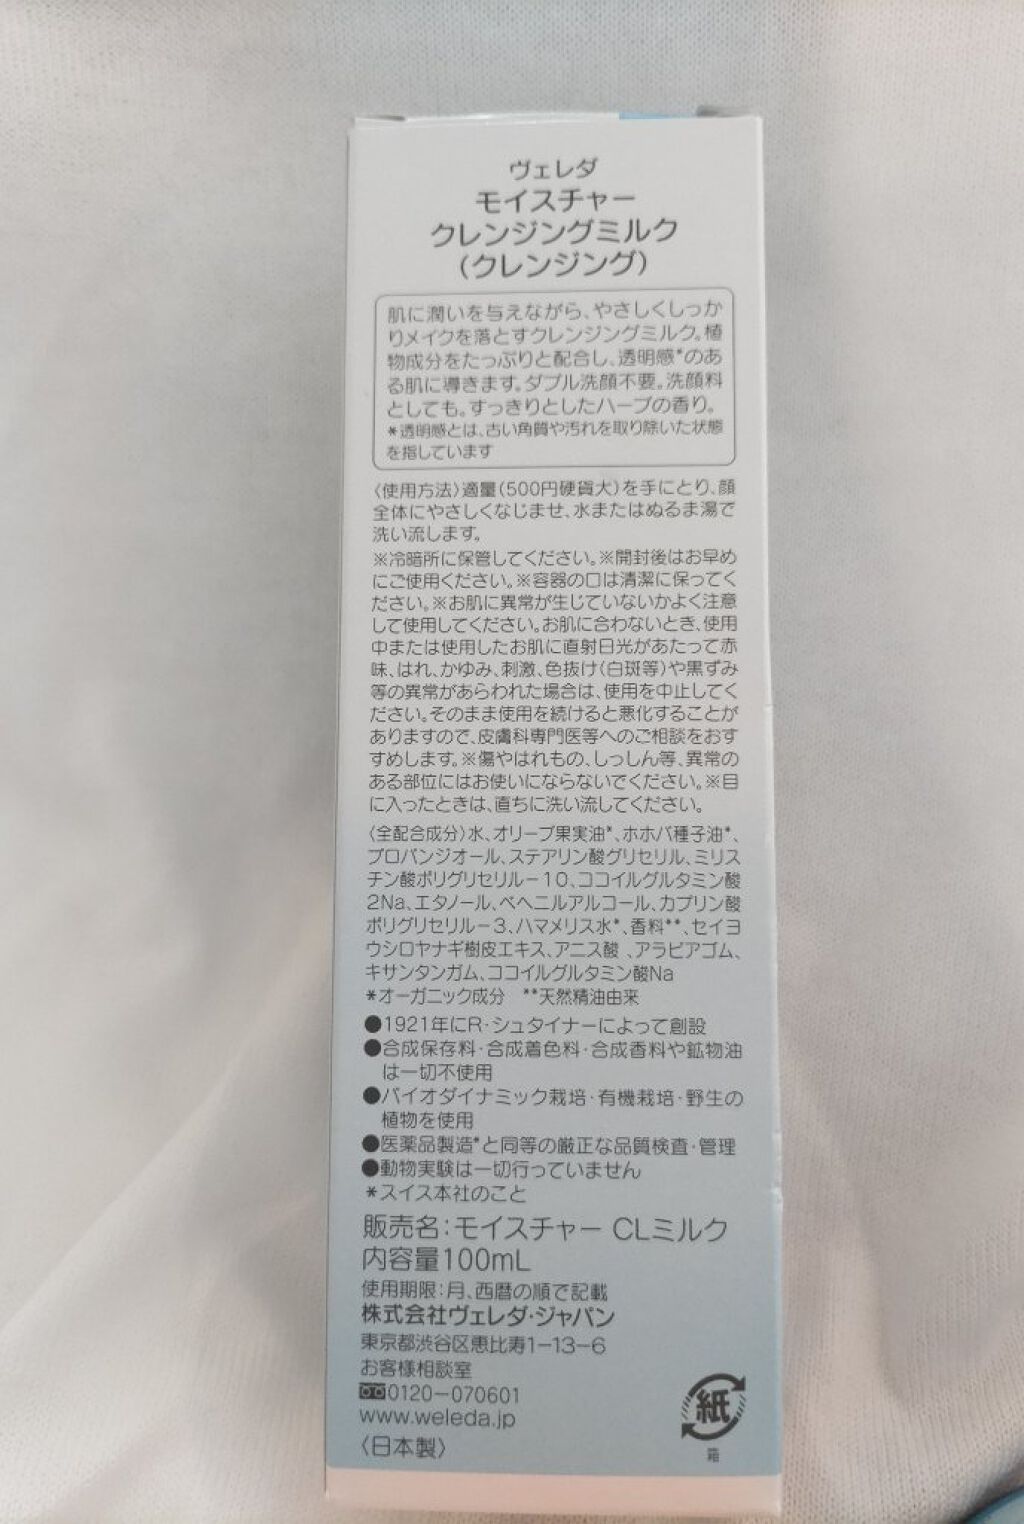 ヴェレダ
モイスチャー
クレンジングミルク
（クレンジング）
肌に潤いを与えながら、やさしくしっか
りメイクを落とすクレンジングミルク。植
物成分をたっぷりと配合し、透明感*のあ
る肌に導きます。ダブル洗顔不要。洗顔料
としても。すっきりとしたハーブの香り。
*透明感とは、古い角質や汚れを取り除いた状態
を指しています
〈使用方法〉適量(500円硬貨大)を手にとり、顔
全体にやさしくなじませ、水またはぬるま湯で
洗い流します。
※冷暗所に保管してください。※開封後はお早め
にご使用ください。※容器の口は清潔に保ってく
ださい。※お肌に異常が生じていないかよく注意
して使用してください。お肌に合わないとき、使用
中または使用したお肌に直射日光があたって赤
味、はれ、かゆみ、刺激、色抜け(白斑等)や黒ずみ
等の異常があらわれた場合は、使用を中止してく
ださい。そのまま使用を続けると悪化することが
ありますので、皮膚科専門医等へのご相談をおす
すめします。※傷やはれもの、しっしん等、異常の
ある部位にはお使いにならないでください。※目
に入ったときは、直ちに洗い流してください。
〈全配合成分〉水、オリーブ果実油*、ホホバ種子油*、
プロパンジオール、ステアリン酸グリセリル、ミリス
チン酸ポリグリセリル－10、ココイルグルタミン酸
2Na、エタノール、ベヘニルアルコール、カプリン酸
ポリグリセリル－3、ハマメリス水*、香料**、セイヨ
ウシロヤナギ樹皮エキス、アニス酸、アラビアゴム、
キサンタンガム、ココイルグルタミン酸Na
*オーガニック成分 **天然精油由来
●1921年にR・シュタイナーによって創設
●合成保存料・合成着色料・合成香料や鉱物油
は一切不使用
●バイオダイナミック栽培・有機栽培・野生の
植物を使用
●医薬品製造*と同等の厳正な品質検査・管理
●動物実験は一切行っていません
*スイス本社のこと
販売名：モイスチャー CLミルク
内容量100mL
使用期限：月、西暦の順で記載
株式会社ヴェレダ・ジャパン
東京都渋谷区恵比寿1−13−6
お客様相談室
0120−070601
www.weleda.jp
〈日本製〉
紙
箱